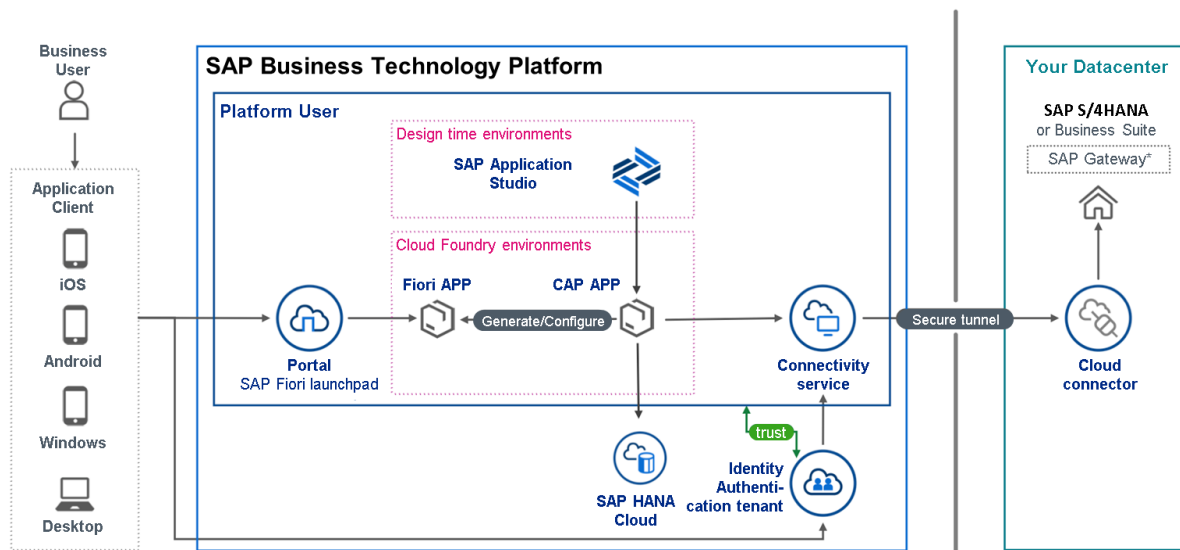 Business
User
Application
Client
iOS
Android
Windows
Desktop
SAP Business Technology Platform
Platform User
Design time environments
SAP Application
Studio
Cloud Foundry environments
Fiori APP
CAP APP
Generate/Configure
Portal
SAP Fiori launchpad
Connectivity
service
trust
Identity
Authenti-
cation tenant
SAP HANA
Cloud
Secure tunnel
Your Datacenter
SAP S/4HANA
or Business Suite
SAP Gateway*
Cloud
connector